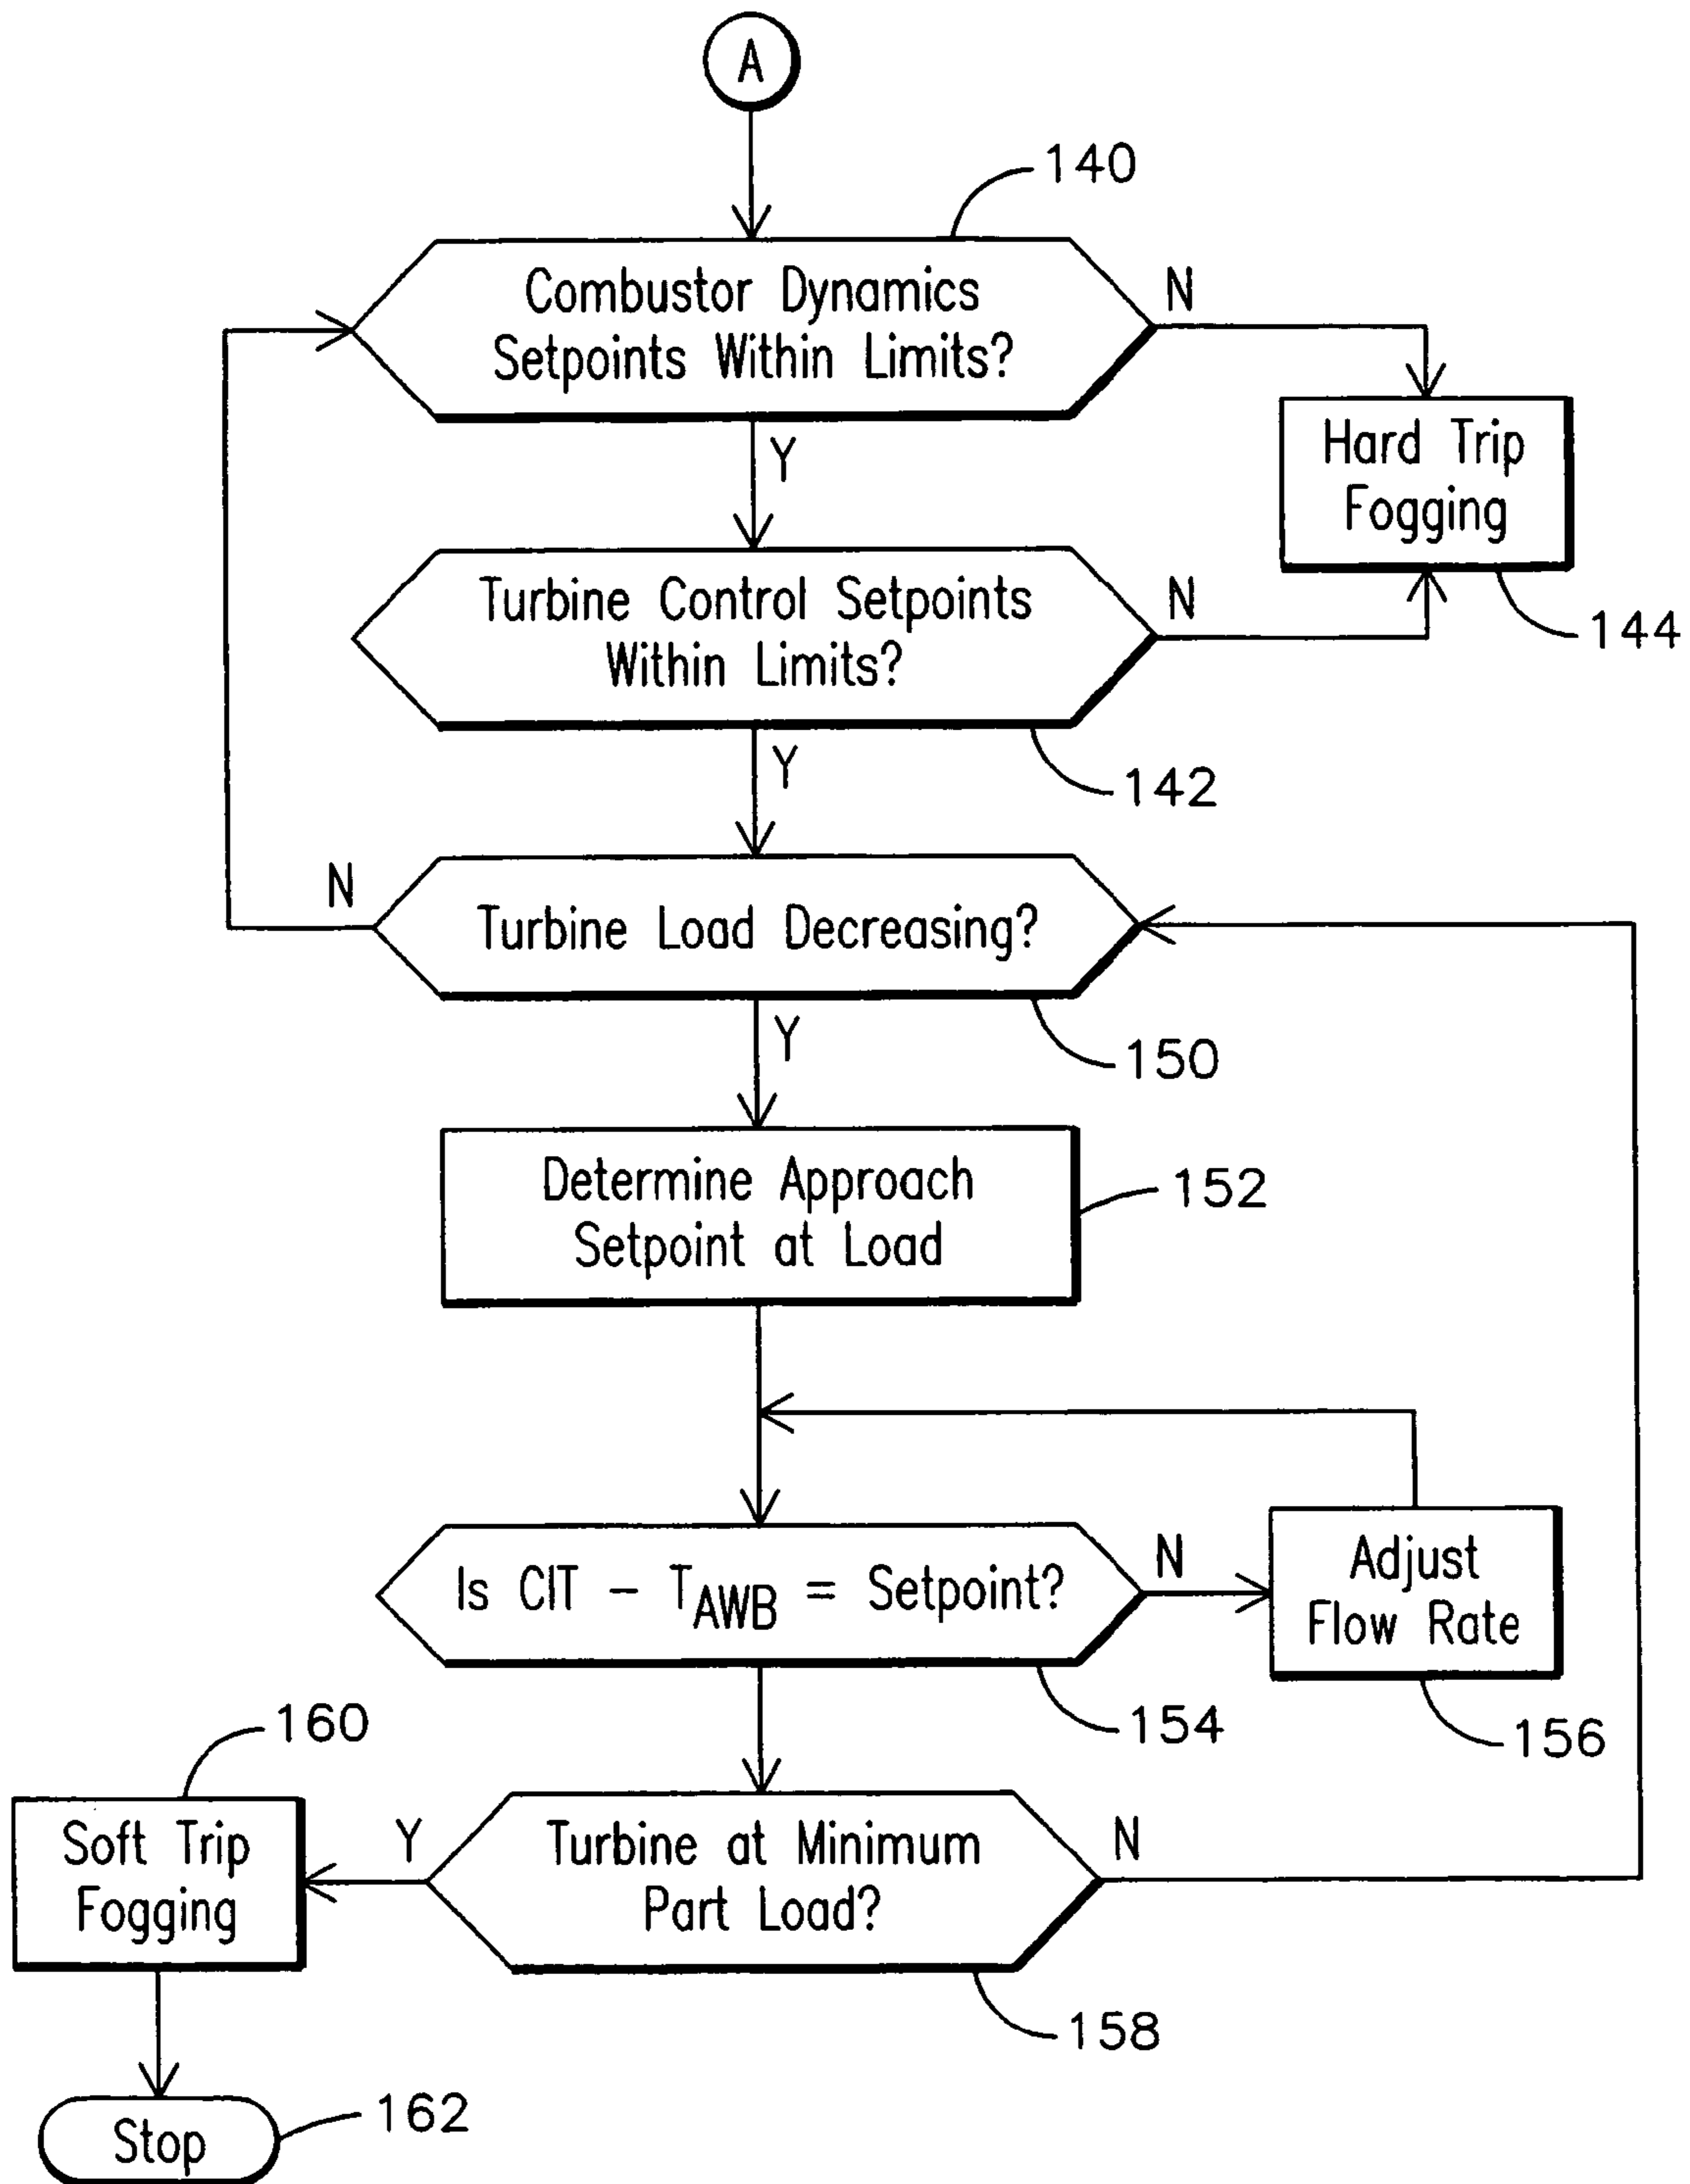 A
140
Combustor Dynamics
Setpoints Within Limits?
N
Hard Trip
Fogging
144
Y
Turbine Control Setpoints
Within Limits?
N
142
Y
N
Turbine Load Decreasing?
150
Y
Determine Approach
Setpoint at Load
152
Is CIT - TAWB = Setpoint?
N
Adjust
Flow Rate
154
156
160
Soft Trip
Fogging
Y
Turbine at Minimum
Part Load?
N
158
Stop
162